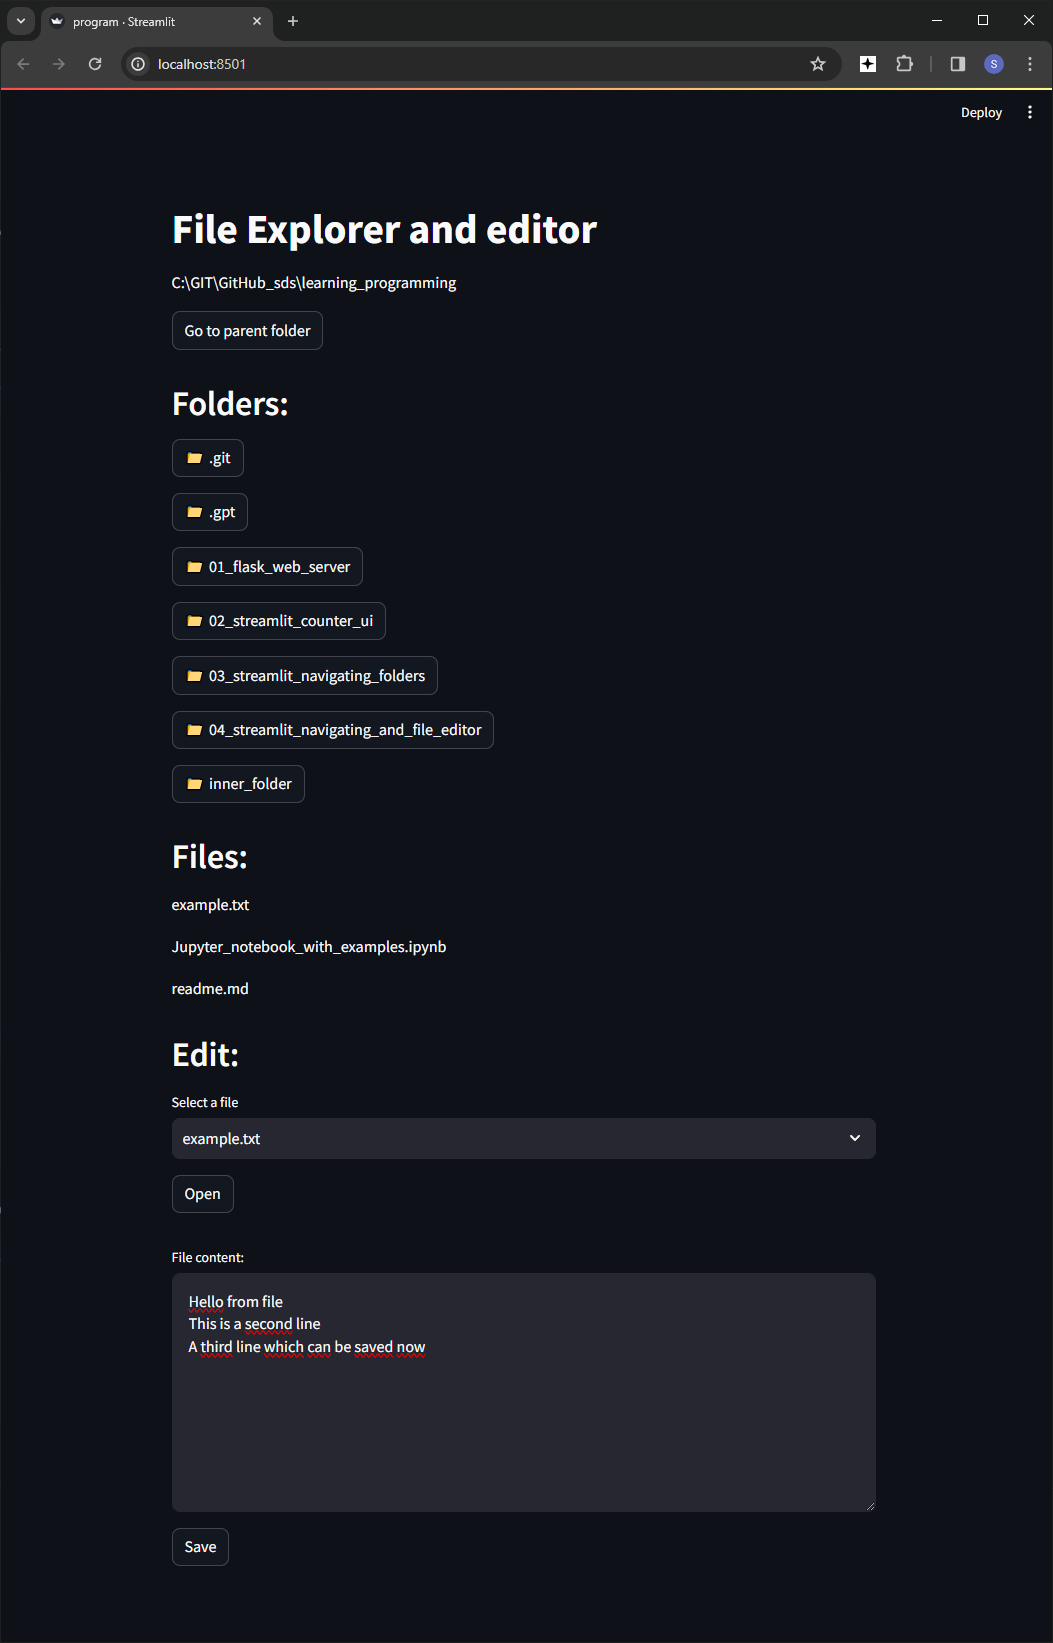 program · Streamlit
localhost:8501
S
Deploy
File Explorer and editor
C:\GIT\GitHub_sds\learning_programming
Go to parent folder
Folders:
.git
.gpt
01_flask_web_server
02_streamlit_counter_ui
03_streamlit_navigating_folders
04_streamlit_navigating_and_file_editor
inner_folder
Files:
example.txt
Jupyter_notebook_with_examples.ipynb
readme.md
Edit:
Select a file
example.txt
Open
File content:
Hello from file
This is a second line
A third line which can be saved now
Save